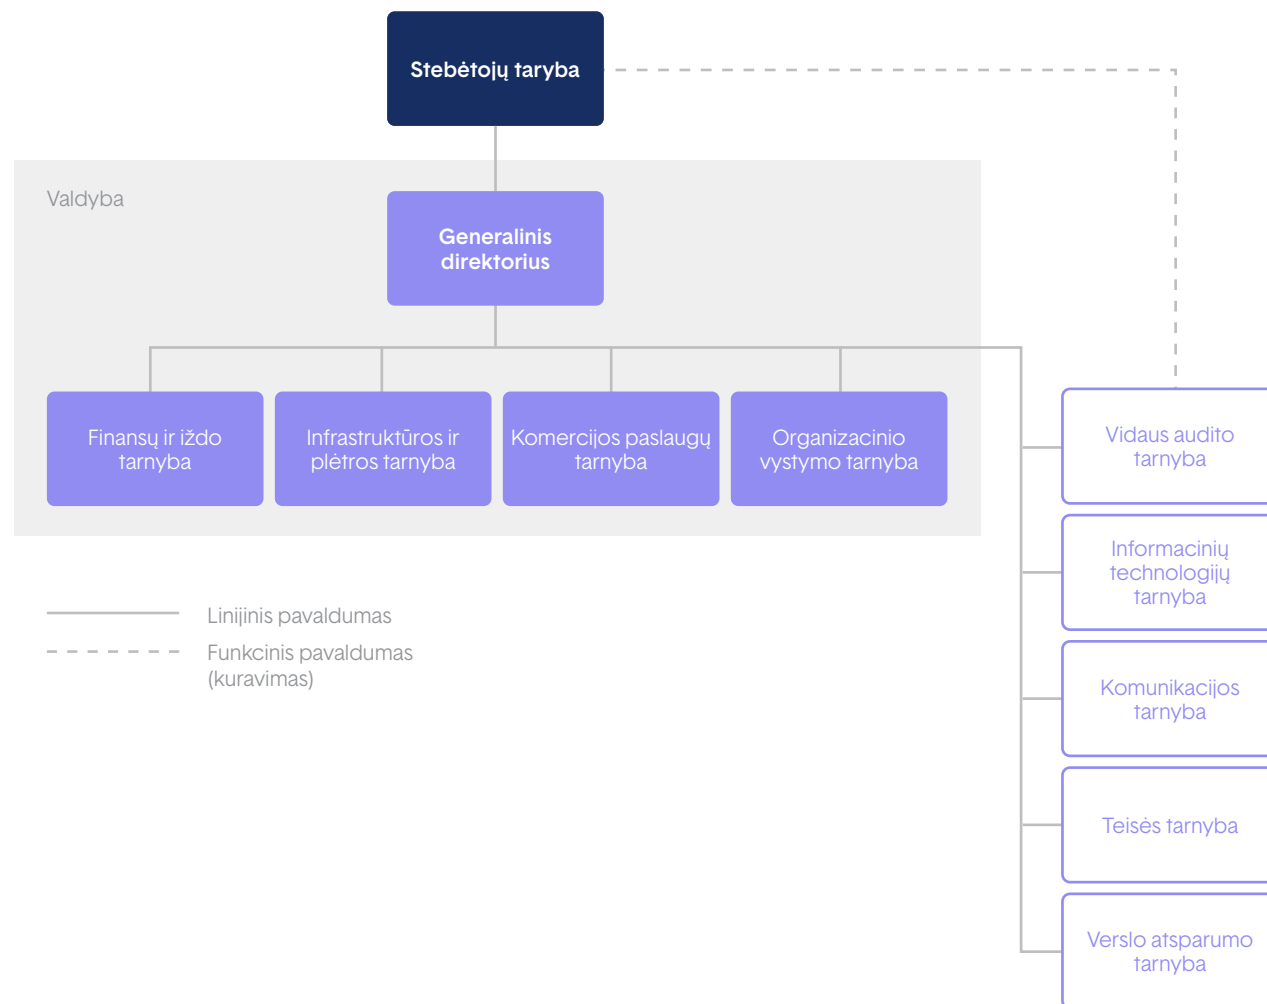 Stebėtojų taryba
Valdyba
Generalinis
direktorius
Finansų ir iždo
tarnyba
Infrastruktūros ir
plėtros tarnyba
Komercijos paslaugų
tarnyba
Organizacinio
vystymo tarnyba
Vidaus audito
tarnyba
Informacinių
technologijų
tarnyba
Komunikacijos
tarnyba
Teisės tarnyba
Verslo atsparumo
tarnyba
Linijinis pavaldumas
Funkcinis pavaldumas
(kuravimas)